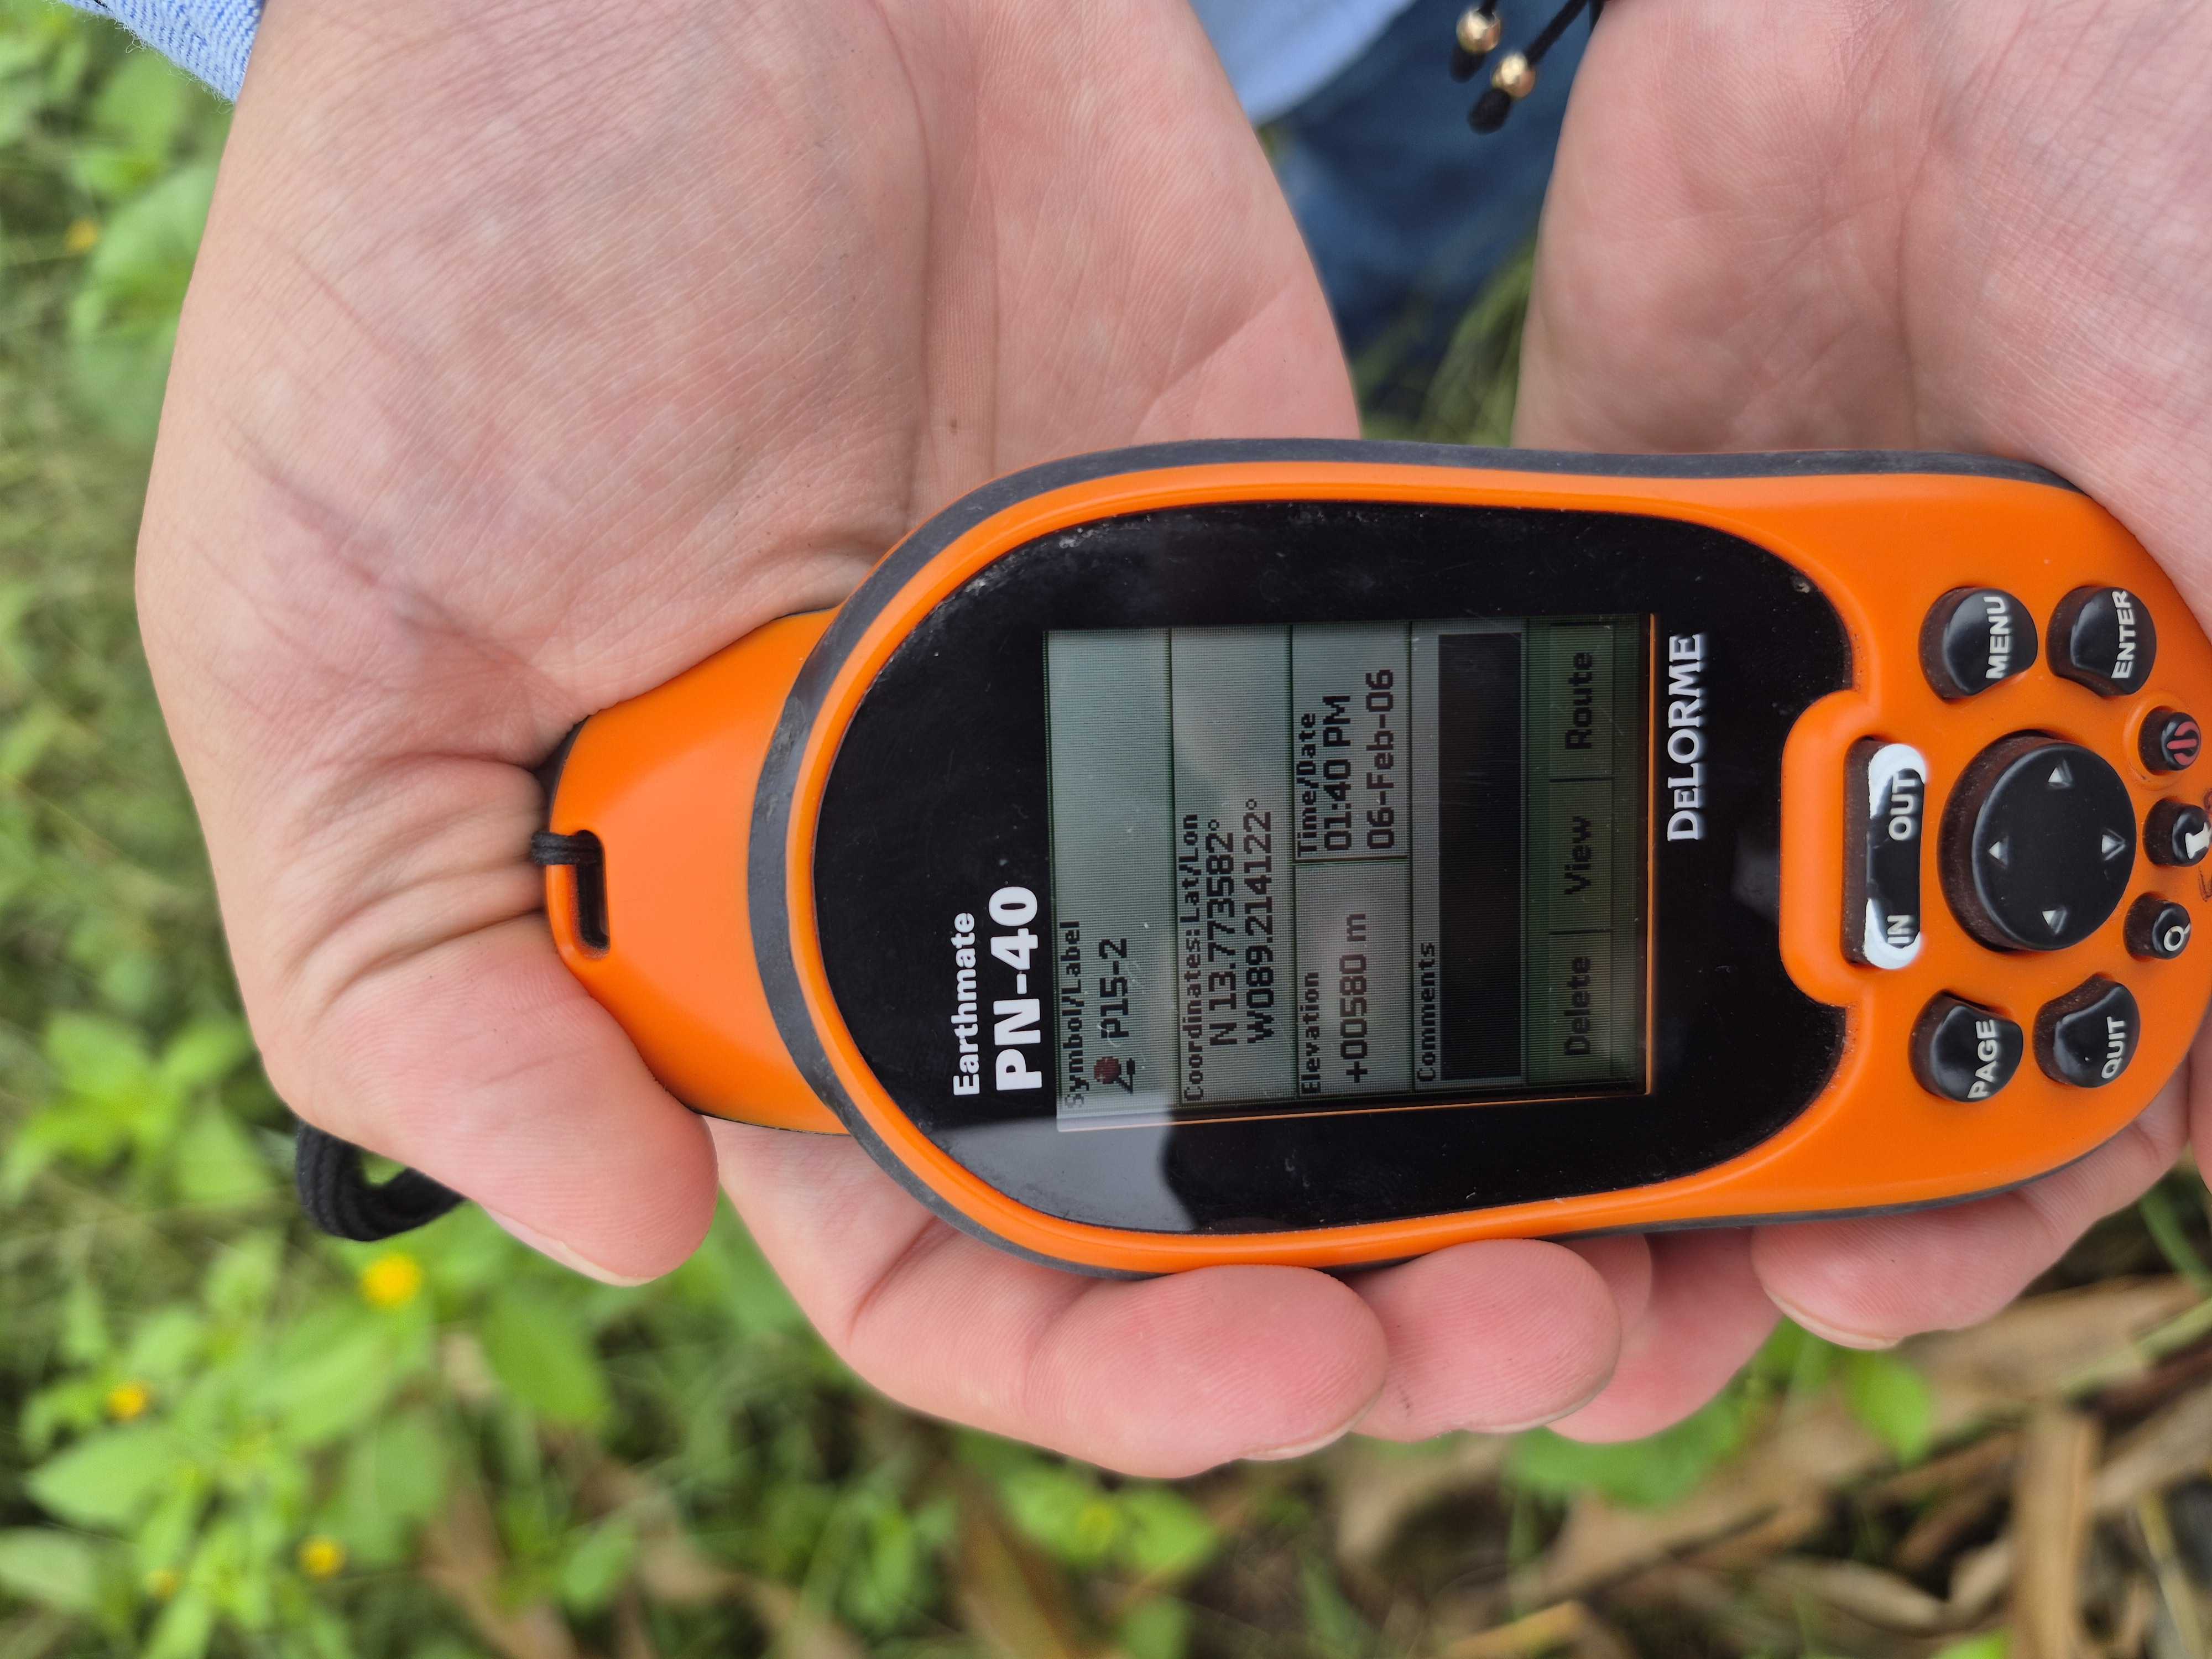 Earthmate
PN-40
Symbol/Label
P15-2
Coordinates: Lat/Lon
N 13.773582°
W089.214122°
Elevation
+00580 m
Time/Date
01:40 PM
06-Feb-06
Comments
Delete View Route
DELORME
IN OUT
PAGE MENU
QUIT ENTER